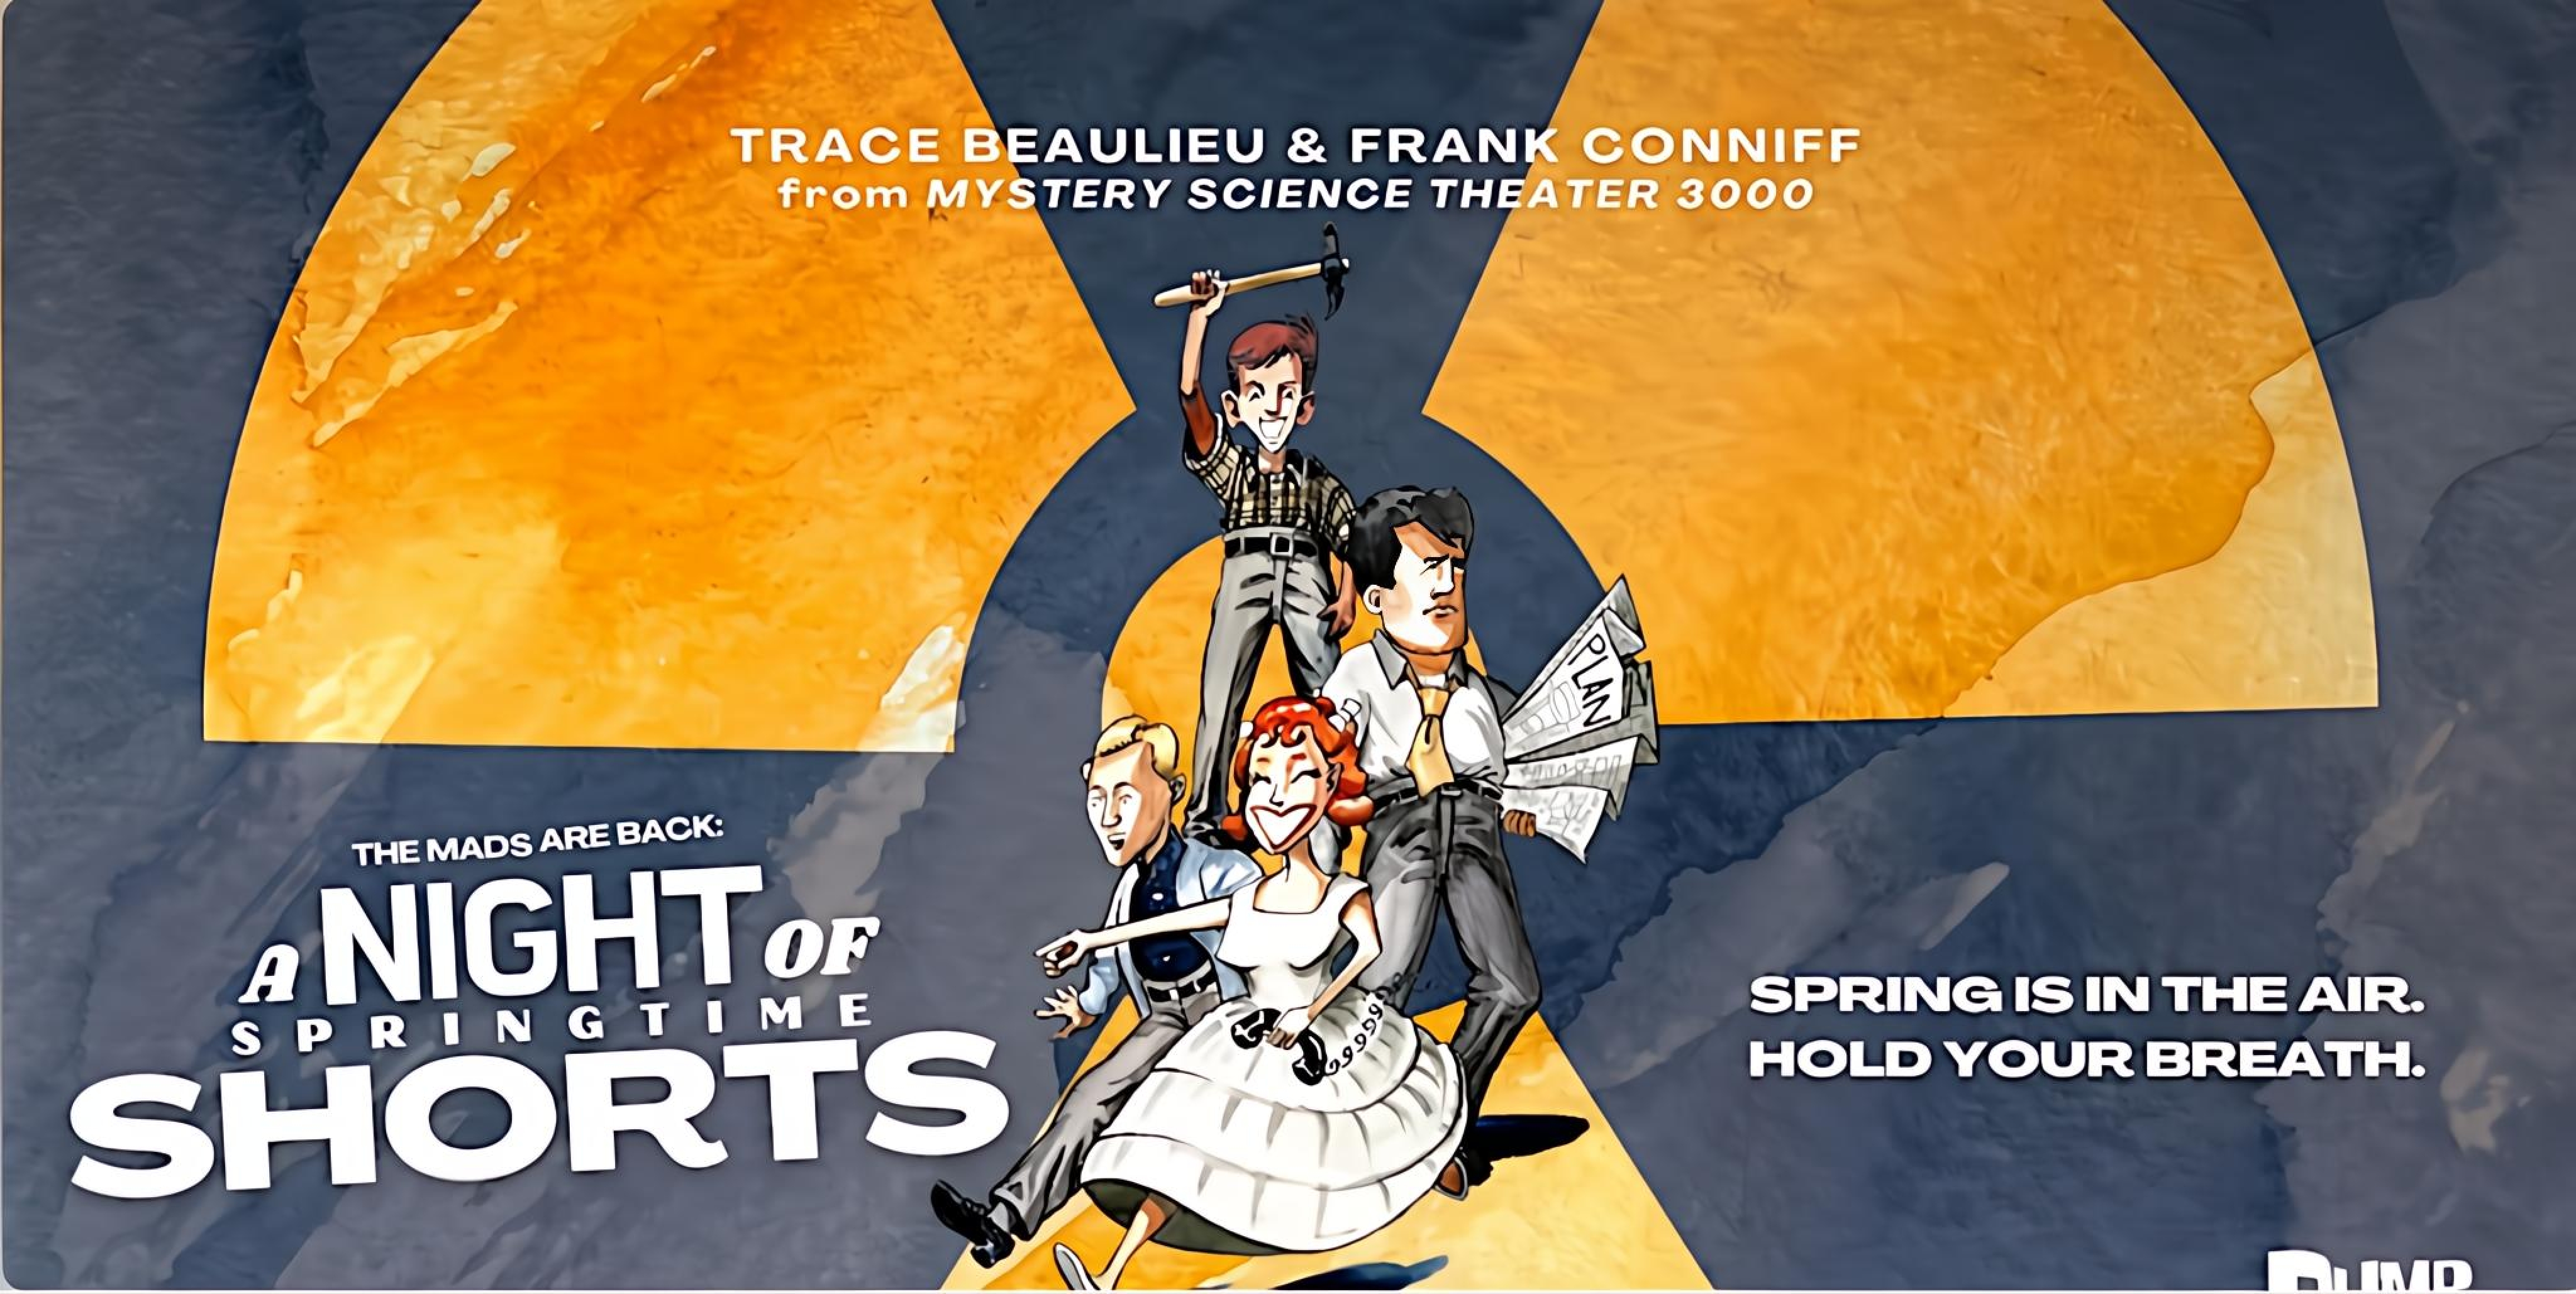 TRACE BEAULIEU & FRANK CONNIFF
from MYSTERY SCIENCE THEATER 3000
PLAN
THE MADS ARE BACK:
A NIGHT OF
SPRINGTIME
SHORTS
SPRING IS IN THE AIR.
HOLD YOUR BREATH.